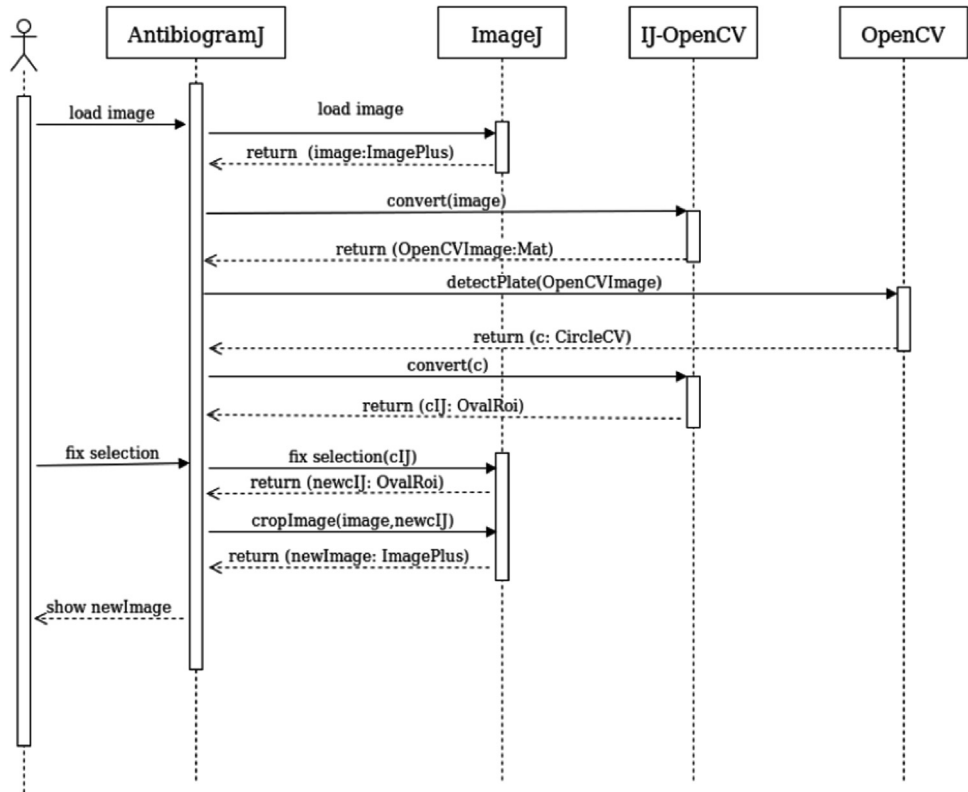 AntibiogramJ
ImageJ
IJ-OpenCV
OpenCV
load image
load image
return (image:ImagePlus)
convert(image)
return (OpenCVImage:Mat)
detectPlate(OpenCVImage)
return (c: CircleCV)
convert(c)
return (cIJ: OvalRoi)
fix selection
fix selection(cIJ)
return (newcIJ: OvalRoi)
cropImage(image,newcIJ)
return (newImage: ImagePlus)
show newImage